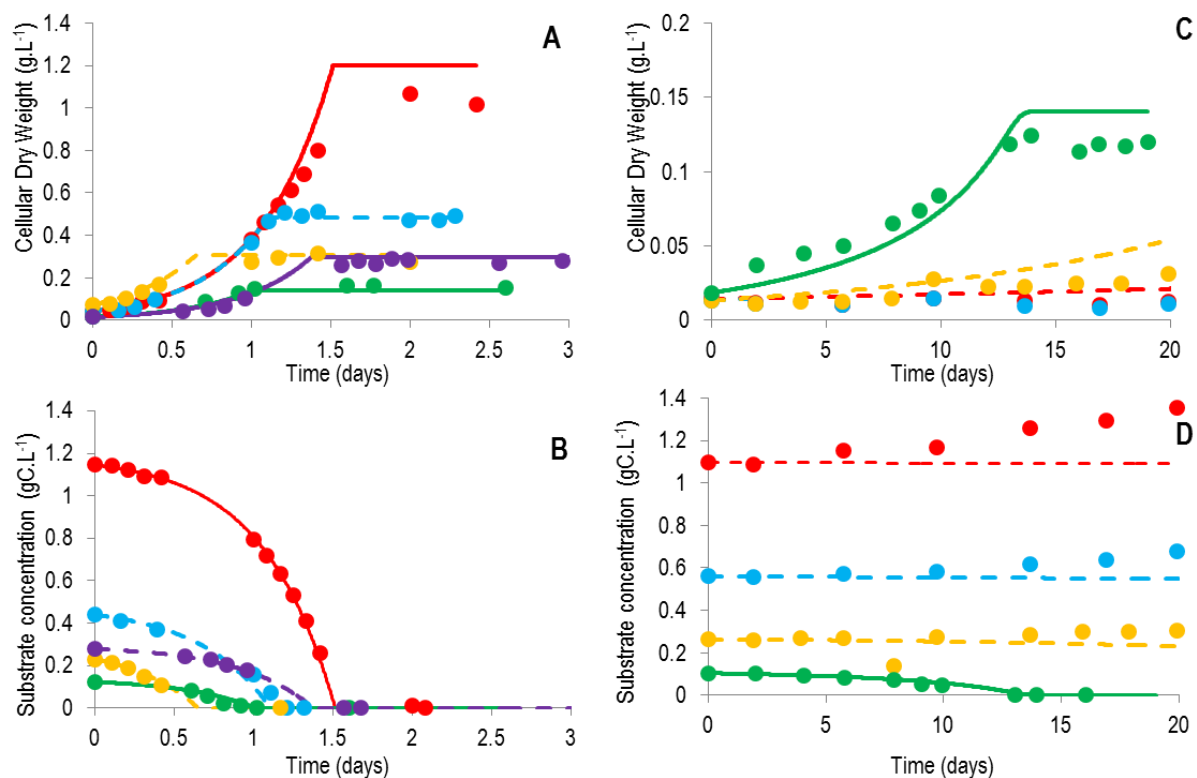 A
Cellular Dry Weight (g.L-1)
1.4
1.2
1
0.8
0.6
0.4
0.2
0
0 0.5 1 1.5 2 2.5 3
Time (days)
C
Cellular Dry Weight (g.L-1)
0.2
0.15
0.1
0.05
0
0 5 10 15 20
Time (days)
B
Substrate concentration (gC.L-1)
1.4
1.2
1
0.8
0.6
0.4
0.2
0
0 0.5 1 1.5 2 2.5 3
Time (days)
D
Substrate concentration (gC.L-1)
1.4
1.2
1
0.8
0.6
0.4
0.2
0
0 5 10 15 20
Time (days)